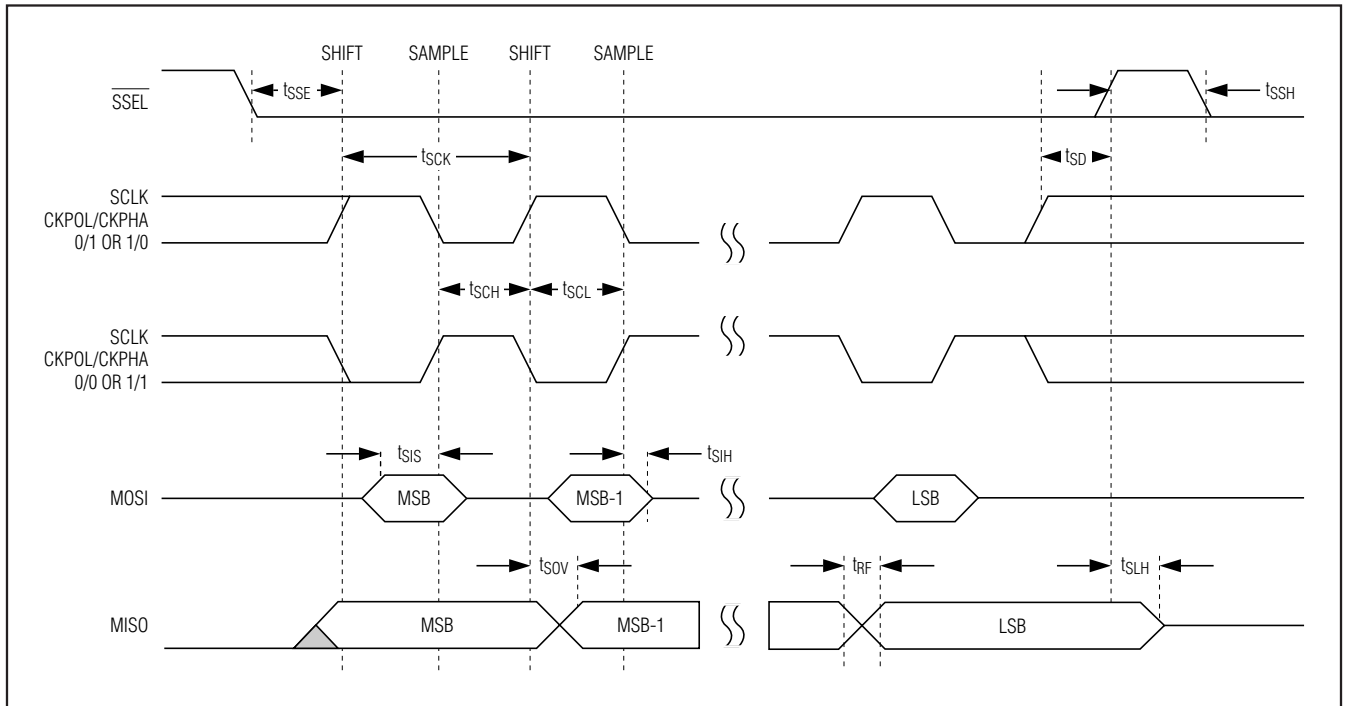 SHIFT SAMPLE SHIFT SAMPLE
SSEL
tSSE
tSSH
tSCK
tSD
SCLK
CKPOL/CKPHA
0/1 OR 1/0
tSCH
tSCL
SCLK
CKPOL/CKPHA
0/0 OR 1/1
tSIS
tSIH
MOSI
MSB
MSB-1
LSB
tSOV
tRF
tSLH
MISO
MSB
MSB-1
LSB